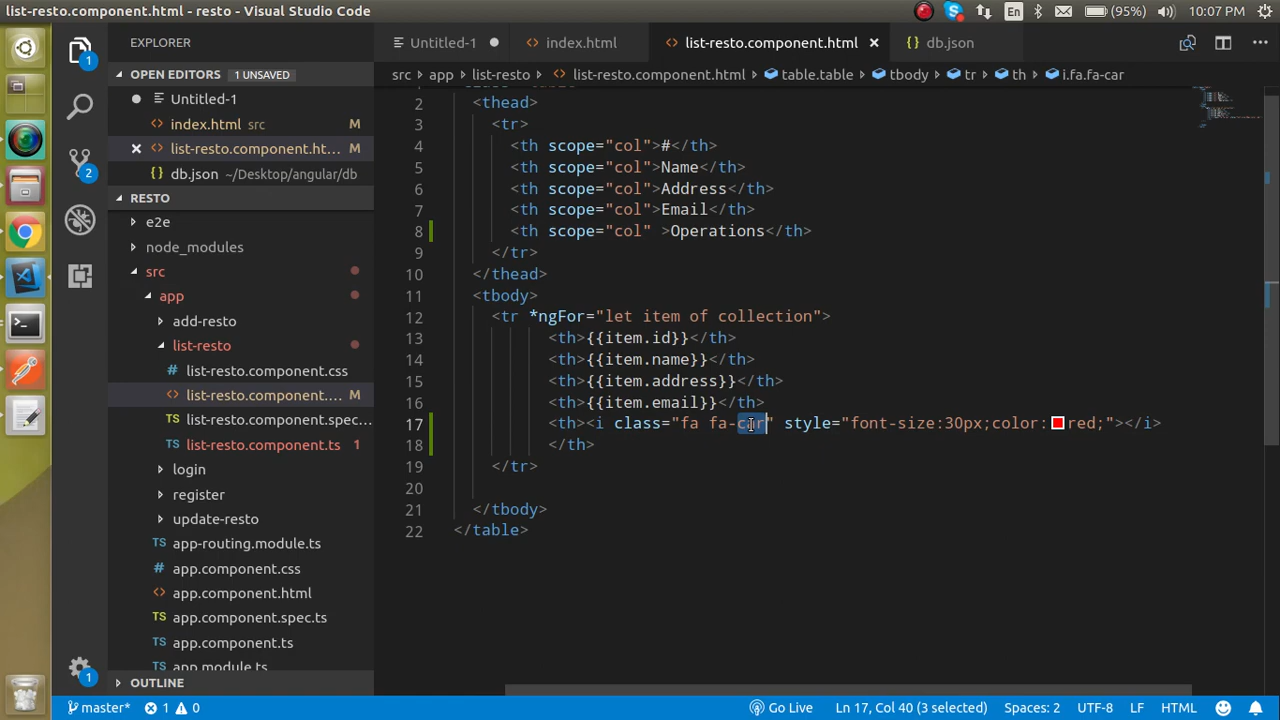 list-resto.component.html - resto - Visual Studio Code
En
(95%)
10:07 PM
EXPLORER
Untitled-1
index.html
list-resto.component.html
db.json
OPEN EDITORS 1 UNSAVED
src › app › list-resto › list-resto.component.html › table.table › tbody › tr › th › i.fa.fa-car
Untitled-1
index.html src M
list-resto.component.ht... M
db.json ~/Desktop/angular/db
RESTO
e2e
node_modules
src
app
add-resto
list-resto
list-resto.component.css
list-resto.component....
M
list-resto.component.spec...
list-resto.component.ts 1
login
register
update-resto
app-routing.module.ts
app.component.css
app.component.html
app.component.spec.ts
app.component.ts
app.module.ts
OUTLINE
1
2
1
2 <thead>
3 <tr>
4 <th scope="col">#</th>
5 <th scope="col">Name</th>
6 <th scope="col">Address</th>
7 <th scope="col">Email</th>
8 <th scope="col" >Operations</th>
9 </tr>
10 </thead>
11 <tbody>
12 <tr *ngFor="let item of collection">
13 <th>{{item.id}}</th>
14 <th>{{item.name}}</th>
15 <th>{{item.address}}</th>
16 <th>{{item.email}}</th>
17 <th><i class="fa fa-car" style="font-size:30px;color:red;"></i>
18 </th>
19 </tr>
20
21 </tbody>
22 </table>
master* 1 0
Go Live
Ln 17, Col 40 (3 selected)
Spaces: 2
UTF-8
LF
HTML